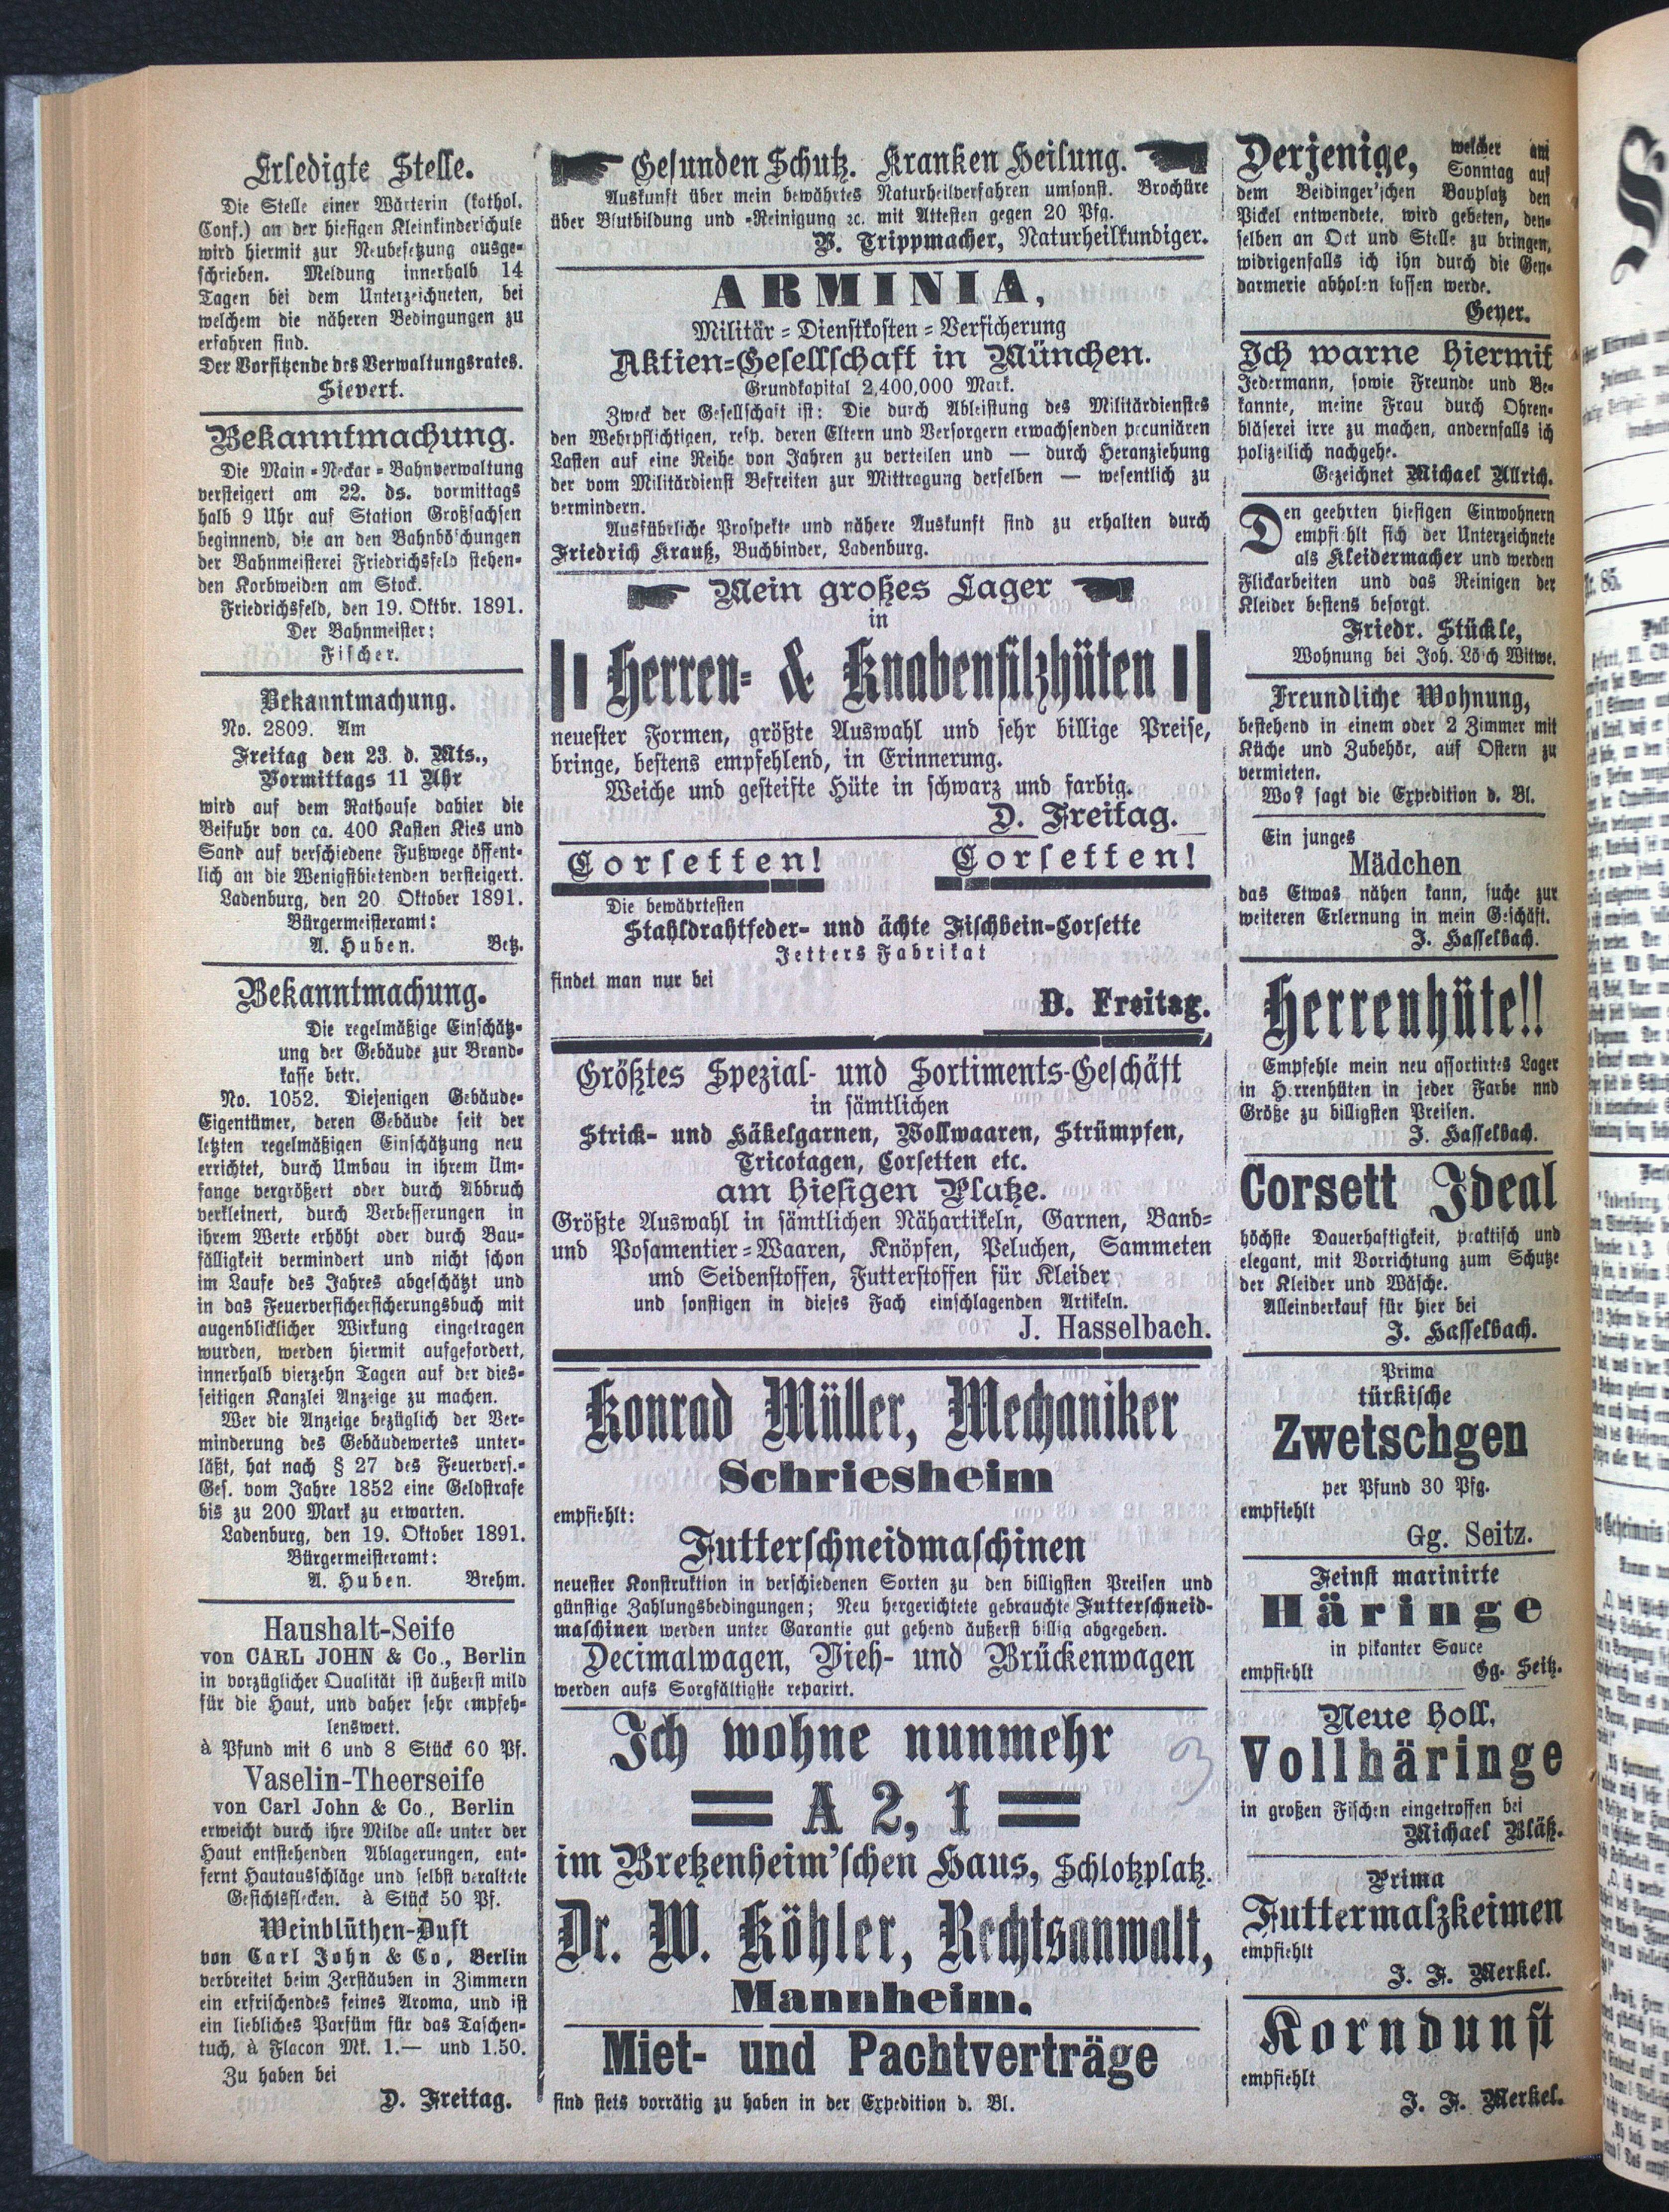 Erledigte Stelle.
Die Stelle einer Wärterin (kathol.
Conf.) an der hiesigen Kleinkinderschule
wird hiermit zur Neubesetzung ausge-
schrieben. Meldung innerhalb 14
Tagen bei dem Unterzeichneten, bei
welchem die näheren Bedingungen zu
erfahren sind.
Der Vorsitzende des Verwaltungsrates.
Sievert.
Bekanntmachung.
Die Main-Neckar-Bahnverwaltung
versteigert am 22. ds. vormittags
halb 9 Uhr auf Station Großsachsen
beginnend, die an den Bahnböschungen
der Bahnmeisterei Friedrichsfeld stehen-
den Korbweiden am Stock.
Friedrichsfeld, den 19. Oktbr. 1891.
Der Bahnmeister:
Fischer.
Bekanntmachung.
No. 2809. Am
Freitag den 23. d. Mts.,
Vormittags 11 Uhr
wird auf dem Rathause dahier die
Beifuhr von ca. 400 Kasten Kies und
Sand auf verschiedene Fußwege öffent-
lich an die Wenigstbietenden versteigert.
Ladenburg, den 20 Oktober 1891.
Bürgermeisteramt:
A. Huben. Betz.
Bekanntmachung.
Die regelmäßige Einschätz-
ung der Gebäude zur Brand-
kasse betr.
No. 1052. Diejenigen Gebäude-
Eigentümer, deren Gebäude seit der
letzten regelmäßigen Einschätzung neu
errichtet, durch Umbau in ihrem Um-
fange vergrößert oder durch Abbruch
verkleinert, durch Verbesserungen in
ihrem Werte erhöht oder durch Bau-
fälligkeit vermindert und nicht schon
im Laufe des Jahres abgeschätzt und
in das Feuerversicherficherungsbuch mit
augenblicklicher Wirkung eingetragen
wurden, werden hiermit aufgefordert,
innerhalb vierzehn Tagen auf der dies-
seitigen Kanzlei Anzeige zu machen.
Wer die Anzeige bezüglich der Ver-
minderung des Gebäudewertes unter-
läßt, hat nach § 27 des Feuervers.-
Ges. vom Jahre 1852 eine Geldstrafe
bis zu 200 Mark zu erwarten.
Ladenburg, den 19. Oktober 1891.
Bürgermeisteramt:
A. Huben. Brehm.
Haushalt-Seife
von CARL JOHN & Co., Berlin
in vorzüglicher Qualität ist äußerst mild
für die Haut, und daher sehr empfeh-
lenswert.
à Pfund mit 6 und 8 Stück 60 Pf.
Vaselin-Theerseife
von Carl John & Co., Berlin
erweicht durch ihre Milde alle unter der
Haut entstehenden Ablagerungen, ent-
fernt Hautausschläge und selbst veraltete
Gesichtsflecken. à Stück 50 Pf.
Weinblüthen-Duft
von Carl John & Co, Berlin
verbreitet beim Zerstäuben in Zimmern
ein erfrischendes feines Aroma, und ist
ein liebliches Parfüm für das Taschen-
tuch, à Flacon Mk. 1.— und 1.50.
Zu haben bei
D. Freitag.
Gesunden Schutz. Kranken Heilung.
Auskunft über mein bewährtes Naturheilverfahren umsonst. Brochüre
über Blutbildung und -Reinigung ꝛc. mit Attesten gegen 20 Pfg.
V. Trippmacher, Naturheilkundiger.
ARMINIA,
Militär-Dienstkosten-Versicherung
Aktien-Gesellschaft in München.
Grundkapital 2,400,000 Mark.
Zweck der Gesellschaft ist: Die durch Ableistung des Militärdienstes
den Wehrpflichtigen, resp. deren Eltern und Versorgern erwachsenden pecuniären
Lasten auf eine Reihe von Jahren zu verteilen und — durch Heranziehung
der vom Militärdienst Befreiten zur Mittragung derselben — wesentlich zu
vermindern.
Ausführliche Prospekte und nähere Auskunft sind zu erhalten durch
Friedrich Krauß, Buchbinder, Ladenburg.
Mein großes Lager
in
Herren- & Knabenfilzhüten
neuester Formen, größte Auswahl und sehr billige Preise,
bringe, bestens empfehlend, in Erinnerung.
Weiche und gesteifte Hüte in schwarz und farbig.
D. Freitag.
Corsetten! Corsetten!
Die bewährtesten
Stahldrahtfeder- und ächte Fischbein-Corsette
Jetters Fabrikat
findet man nur bei
D. Freitag.
Größtes Spezial- und Sortiments-Geschäft
in sämtlichen
Strick- und Häkelgarnen, Wollwaaren, Strümpfen,
Tricotagen, Corsetten etc.
am hiesigen Platze.
Größte Auswahl in sämtlichen Nähartikeln, Garnen, Band-
und Posamentier-Waaren, Knöpfen, Peluchen, Sammeten
und Seidenstoffen, Futterstoffen für Kleider
und sonstigen in dieses Fach einschlagenden Artikeln.
J. Hasselbach.
Konrad Müller, Mechaniker
Schriesheim
empfiehlt:
Futterschneidmaschinen
neuester Konstruktion in verschiedenen Sorten zu den billigsten Preisen und
günstige Zahlungsbedingungen; Neu hergerichtete gebrauchte Futterschneid-
maschinen werden unter Garantie gut gehend äußerst billig abgegeben.
Decimalwagen, Vieh- und Brückenwagen
werden aufs Sorgfältigste reparirt.
Ich wohne nunmehr
= A 2, 1 =
im Bretzenheim'schen Haus, Schloßplatz.
Dr. W. Köhler, Rechtsanwalt,
Mannheim.
Miet- und Pachtverträge
sind stets vorrätig zu haben in der Expedition d. Bl.
Derjenige, welcher am
Sonntag auf
dem Beidinger'schen Bauplatz den
Pickel entwendete, wird gebeten, den-
selben an Ort und Stelle zu bringen,
widrigenfalls ich ihn durch die Gen-
darmerie abholen lassen werde.
Geyer.
Ich warne hiermit
Jedermann, sowie Freunde und Be-
kannte, meine Frau durch Ohren-
bläserei irre zu machen, andernfalls ich
polizeilich nachgehe.
Gezeichnet Michael Ullrich.
Den geehrten hiesigen Einwohnern
empfiehlt sich der Unterzeichnete
als Kleidermacher und werden
Flickarbeiten und das Reinigen der
Kleider bestens besorgt.
Friedr. Stückle,
Wohnung bei Joh. Lösch Witwe.
Freundliche Wohnung,
bestehend in einem oder 2 Zimmer mit
Küche und Zubehör, auf Ostern zu
vermieten.
Wo? sagt die Expedition d. Bl.
Ein junges
Mädchen
das Etwas nähen kann, suche zur
weiteren Erlernung in mein Geschäft.
J. Hasselbach.
Herrenhüte!!
Empfehle mein neu assortirtes Lager
in Herrenhüten in jeder Farbe nnd
Größe zu billigsten Preisen.
J. Hasselbach.
Corsett Ideal
höchste Dauerhaftigkeit, praktisch und
elegant, mit Vorrichtung zum Schutze
der Kleider und Wäsche.
Alleinverkauf für hier bei
J. Hasselbach.
Prima
türkische
Zwetschgen
per Pfund 30 Pfg.
empfiehlt
Gg. Seitz.
Feinst marinirte
Häringe
in pikanter Sauce
empfiehlt Gg. Seitz.
Neue holl.
Vollhäringe
in großen Fischen eingetroffen bei
Michael Bläß.
Prima
Futtermalzkeimen
empfiehlt
J. F. Merkel.
Korndunst
empfiehlt
J. F. Merkel.